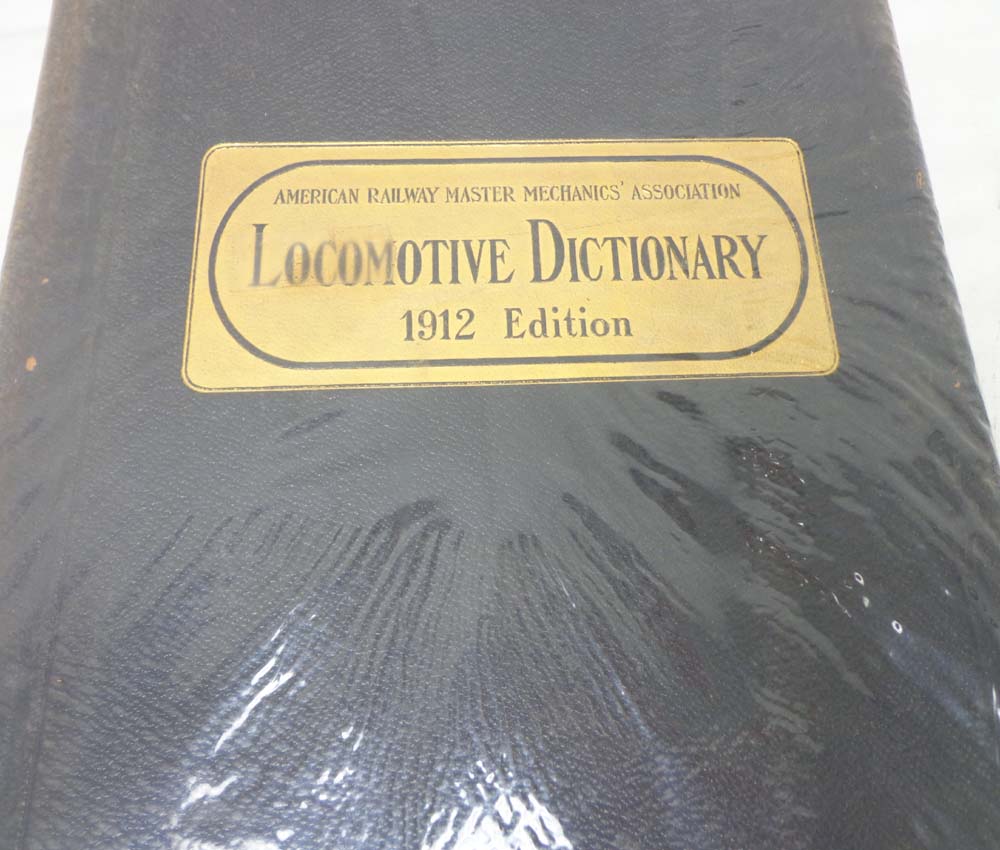 AMERICAN RAILWAY MASTER MECHANICS' ASSOCIATION
LOCOMOTIVE DICTIONARY
1912 Edition